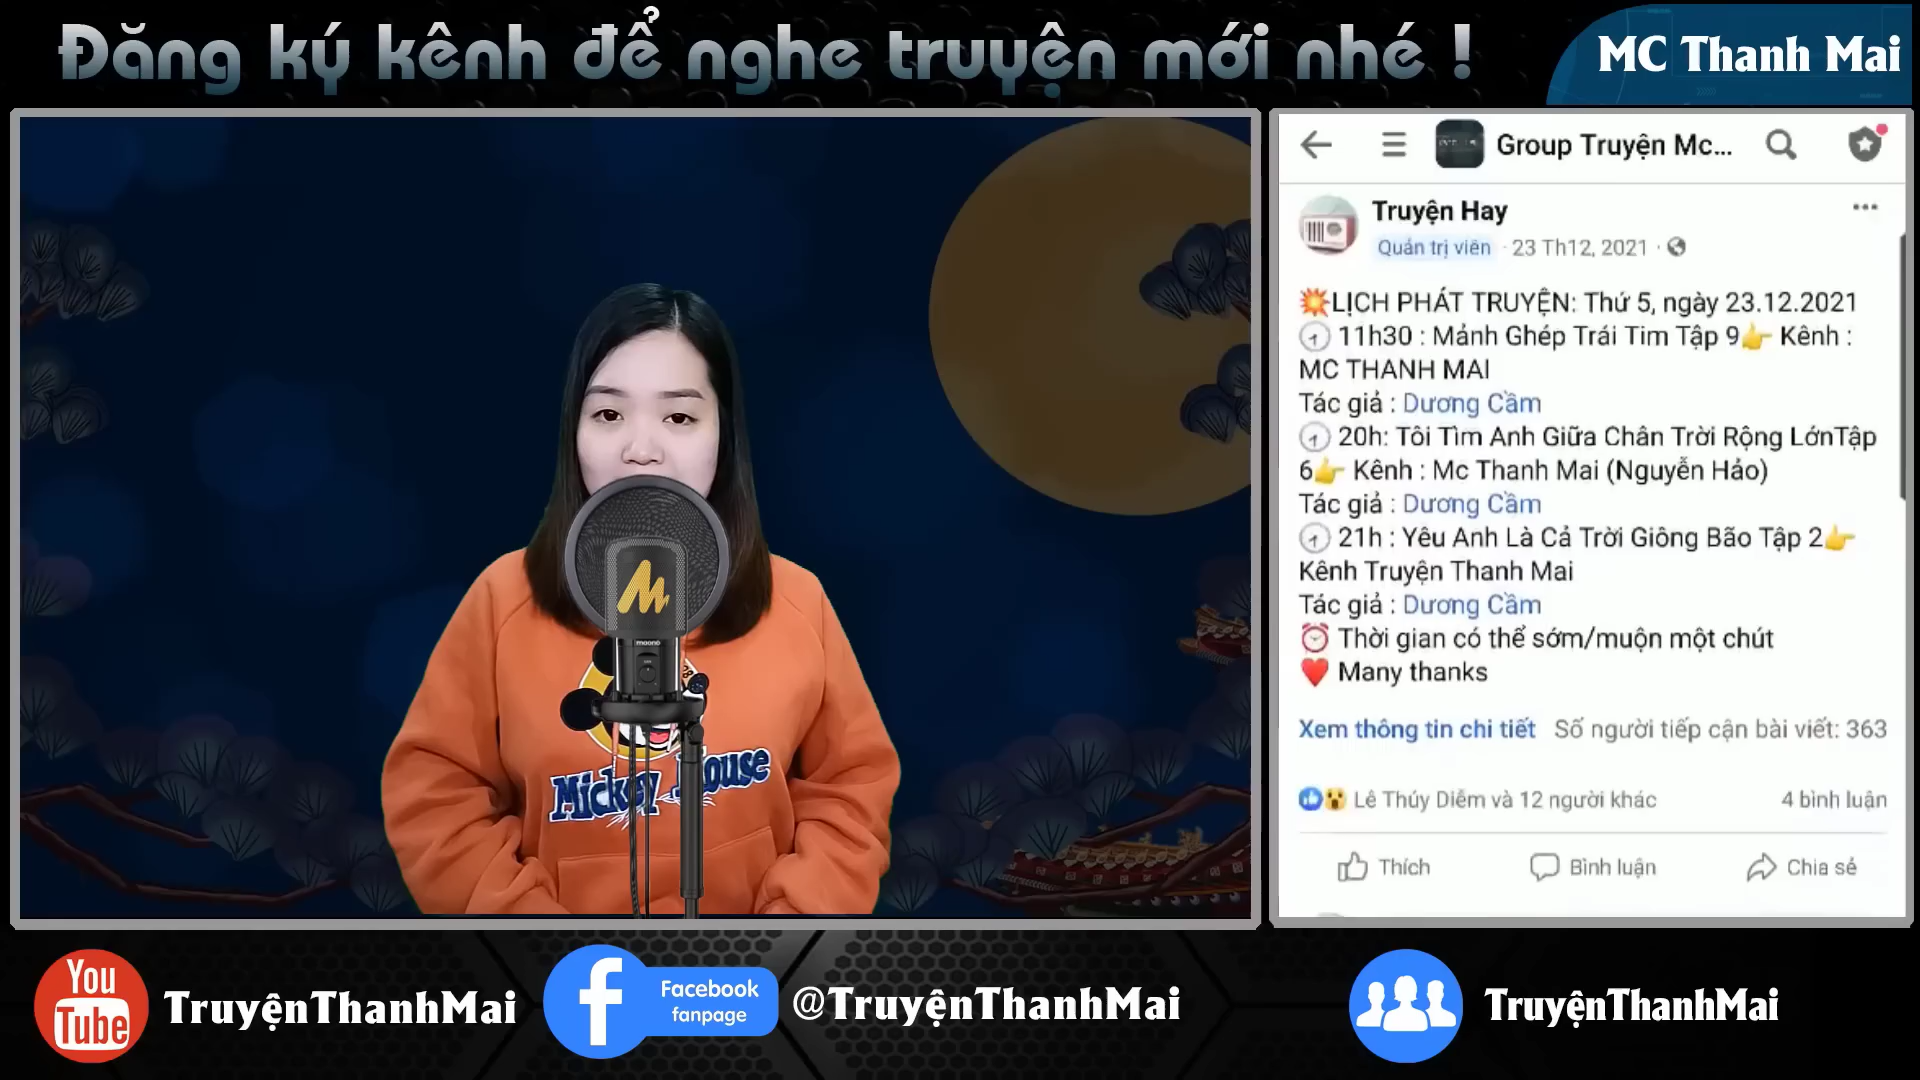 Đăng ký kênh để nghe truyện mới nhé !
MC Thanh Mai
Group Truyện Mc...
Truyện Hay
Quản trị viên · 23 Th12, 2021 ·
💥LỊCH PHÁT TRUYỆN: Thứ 5, ngày 23.12.2021
🕢 11h30 : Mảnh Ghép Trái Tim Tập 9👉 Kênh :
MC THANH MAI
Tác giả : Dương Cầm
🕢 20h: Tôi Tìm Anh Giữa Chân Trời Rộng LớnTập
6👉 Kênh : Mc Thanh Mai (Nguyễn Hảo)
Tác giả : Dương Cầm
🕢 21h : Yêu Anh Là Cả Trời Giông Bão Tập 2👉
Kênh Truyện Thanh Mai
Tác giả : Dương Cầm
⏰ Thời gian có thể sớm/muộn một chút
❤️ Many thanks
Xem thông tin chi tiết Số người tiếp cận bài viết: 363
Lê Thúy Diễm và 12 người khác 4 bình luận
Thích Bình luận Chia sẻ
maono
Mickey Mouse
You
Tube
TruyệnThanhMai
Facebook
fanpage
@TruyệnThanhMai
TruyệnThanhMai